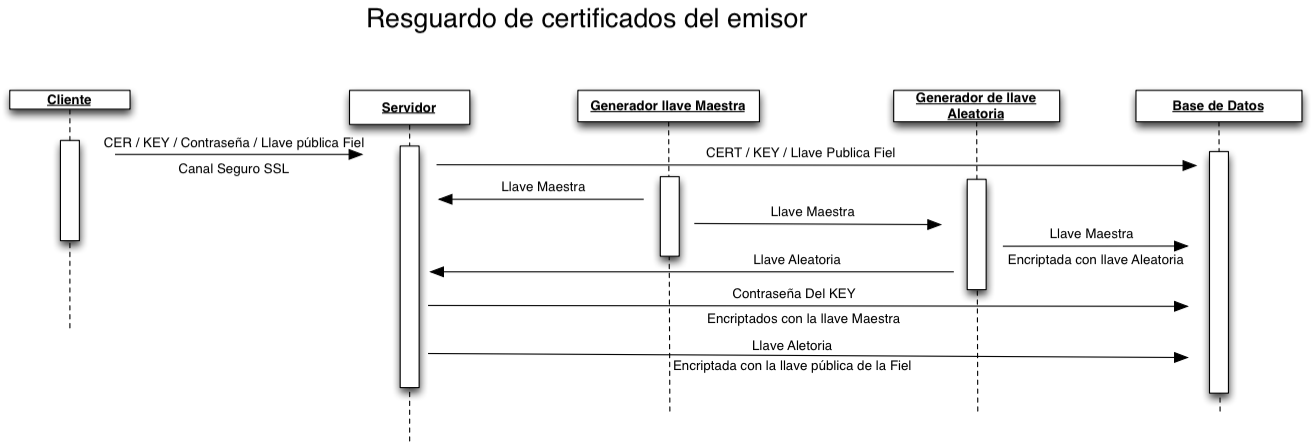 Resguardo de certificados del emisor
Cliente
Servidor
Generador llave Maestra
Generador de llave
Aleatoria
Base de Datos
CER / KEY / Contraseña / Llave pública Fiel
Canal Seguro SSL
CERT / KEY / Llave Publica Fiel
Llave Maestra
Llave Maestra
Llave Maestra
Encriptada con llave Aleatoria
Llave Aleatoria
Contraseña Del KEY
Encriptados con la llave Maestra
Llave Aletoria
Encriptada con la llave pública de la Fiel